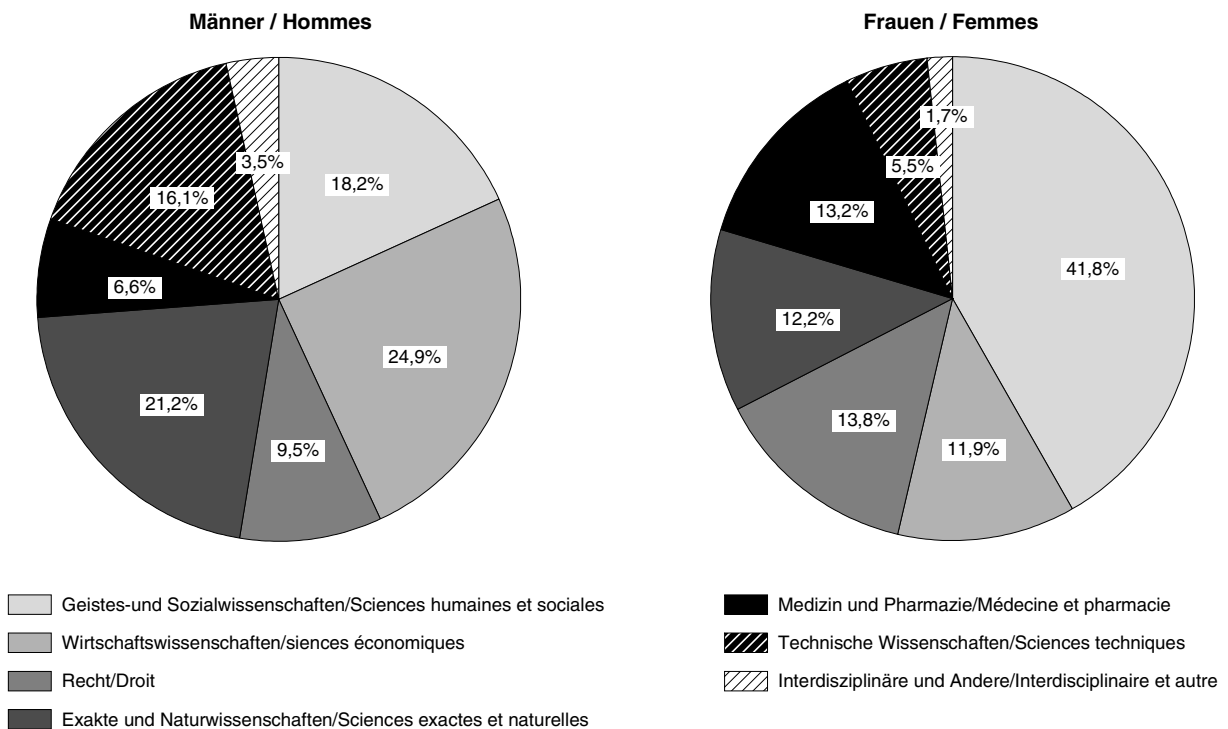 Männer / Hommes
3,5%
18,2%
16,1%
6,6%
24,9%
21,2%
9,5%
Frauen / Femmes
1,7%
5,5%
13,2%
41,8%
12,2%
13,8%
11,9%
Geistes-und Sozialwissenschaften/Sciences humaines et sociales
Wirtschaftswissenschaften/siences économiques
Recht/Droit
Exakte und Naturwissenschaften/Sciences exactes et naturelles
Medizin und Pharmazie/Médecine et pharmacie
Technische Wissenschaften/Sciences techniques
Interdisziplinäre und Andere/Interdisciplinaire et autre